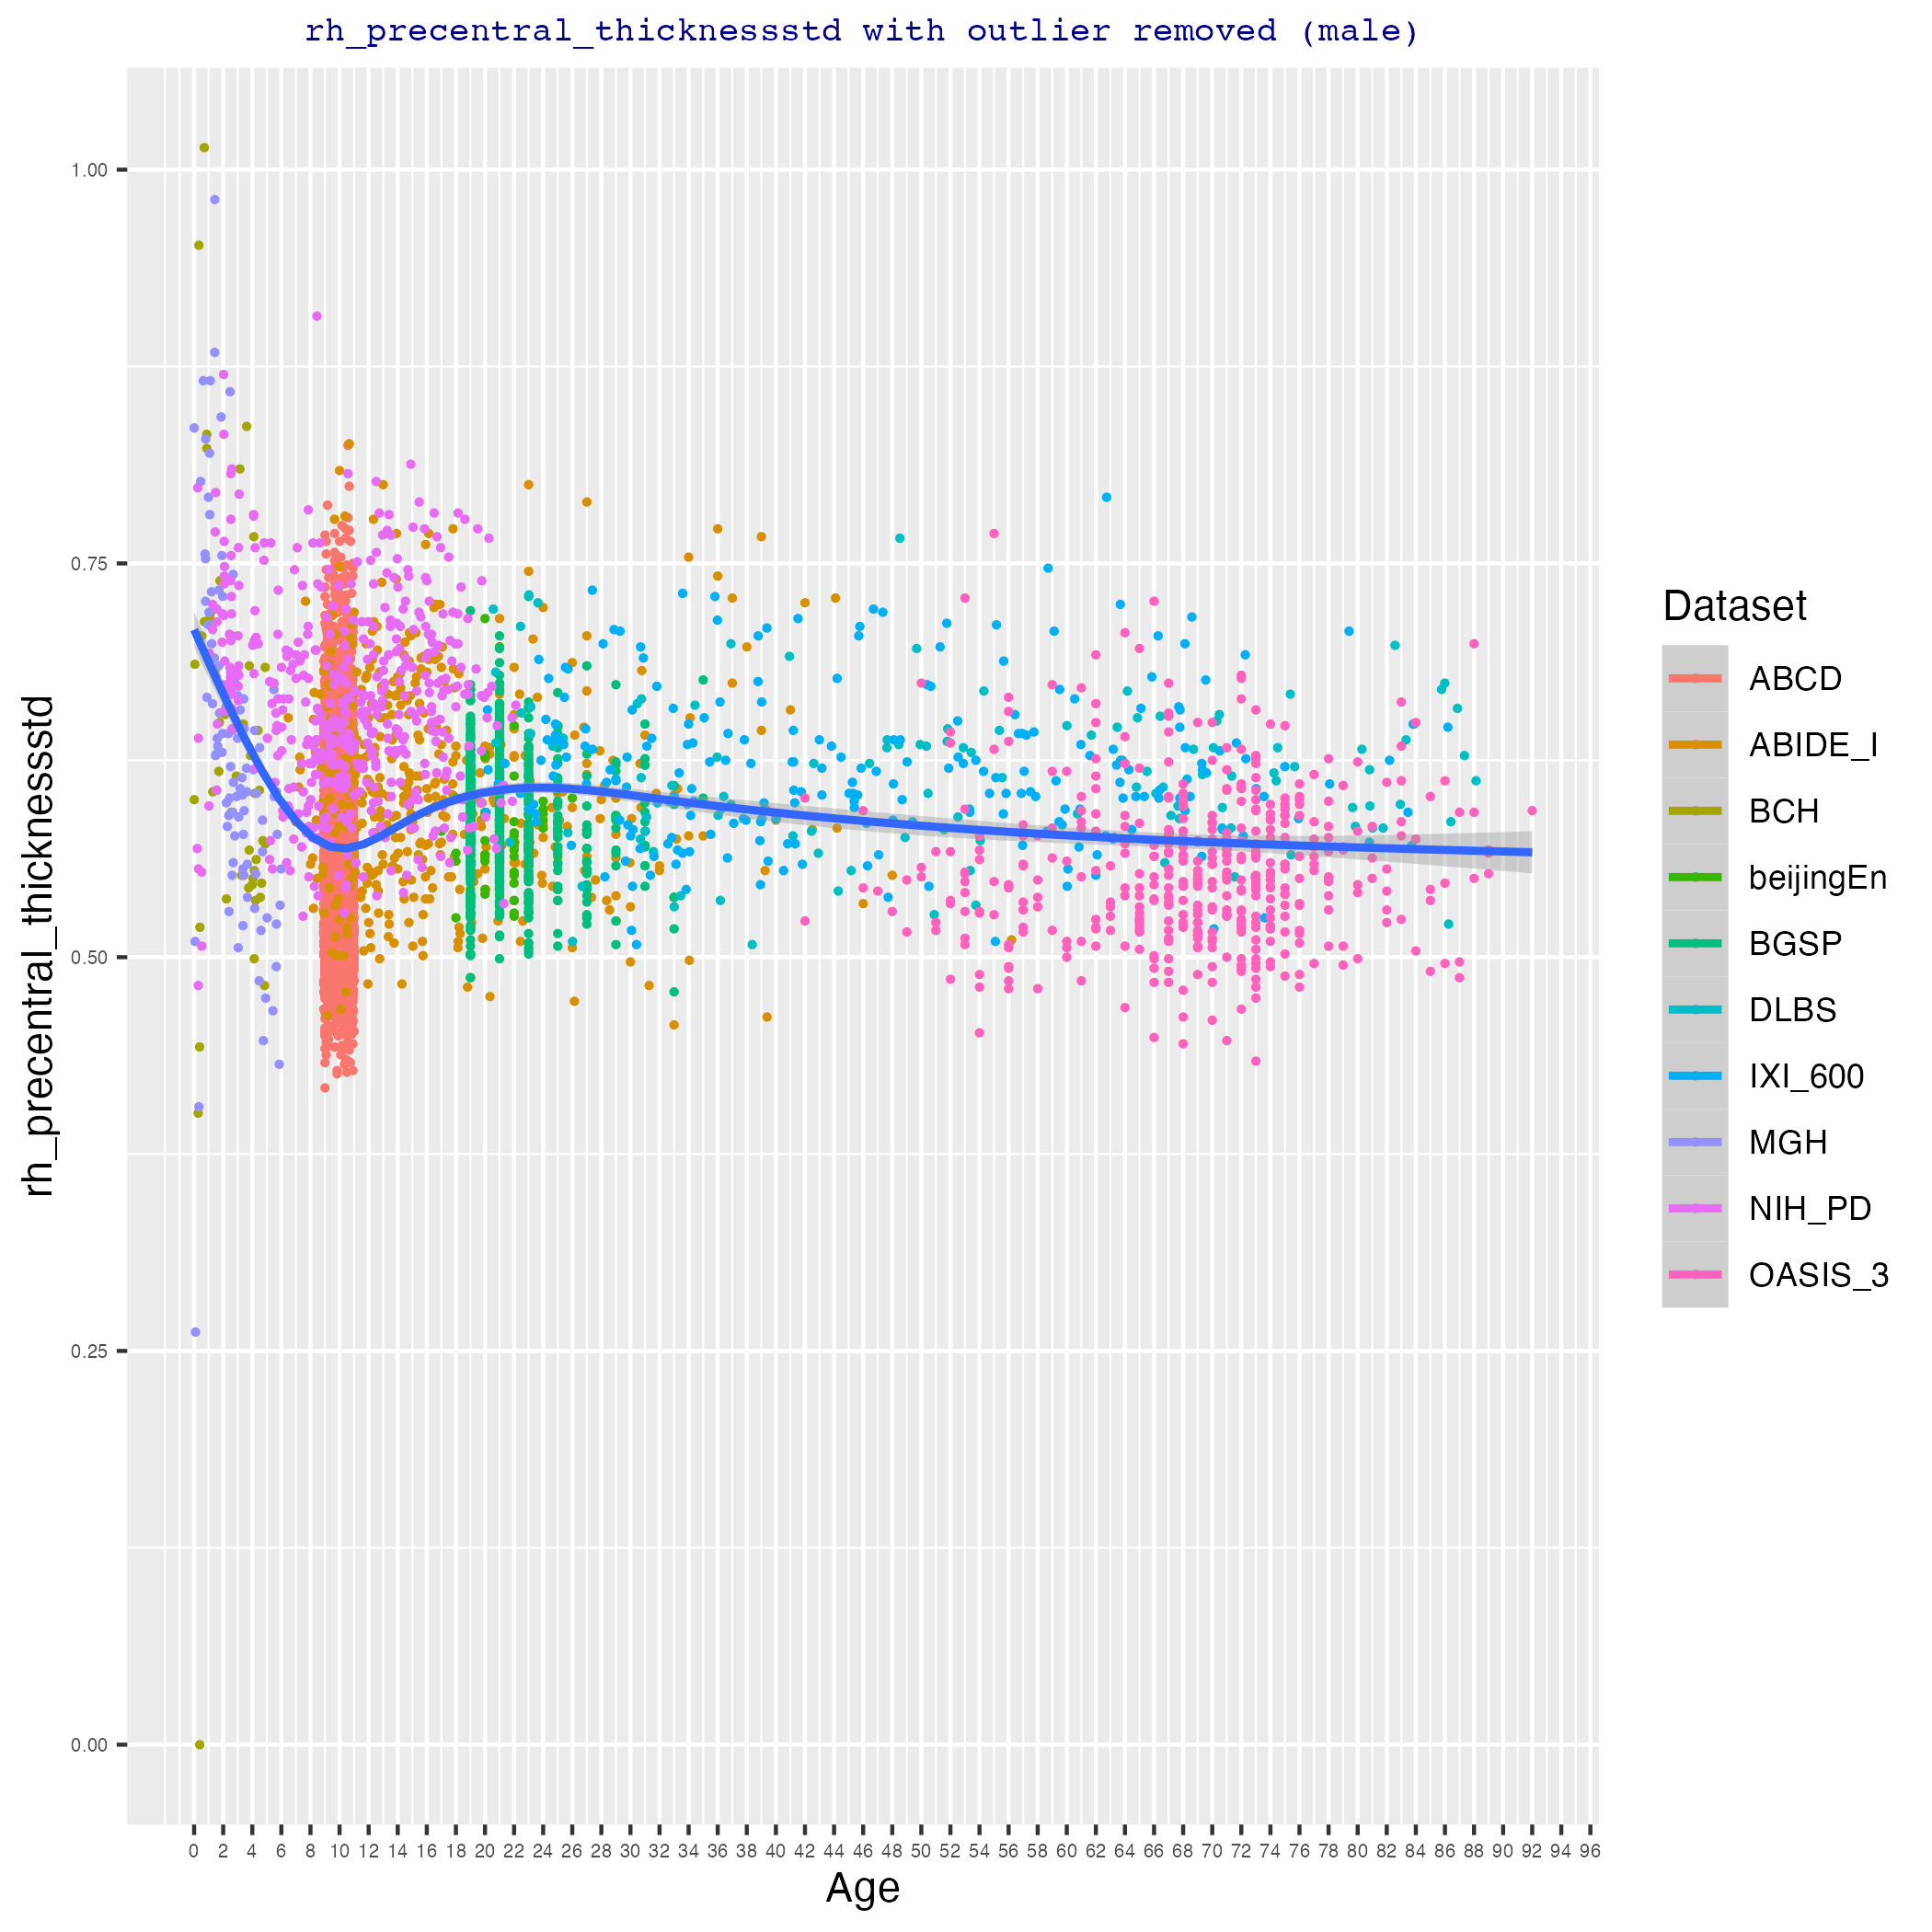 rh_precentral_thicknessstd with outlier removed (male)
1.00
0.75
0.50
0.25
0.00
rh_precentral_thicknessstd
0 2 4 6 8 10 12 14 16 18 20 22 24 26 28 30 32 34 36 38 40 42 44 46 48 50 52 54 56 58 60 62 64 66 68 70 72 74 76 78 80 82 84 86 88 90 92 94 96
Age
Dataset
ABCD
ABIDE_I
BCH
beijingEn
BGSP
DLBS
IXI_600
MGH
NIH_PD
OASIS_3